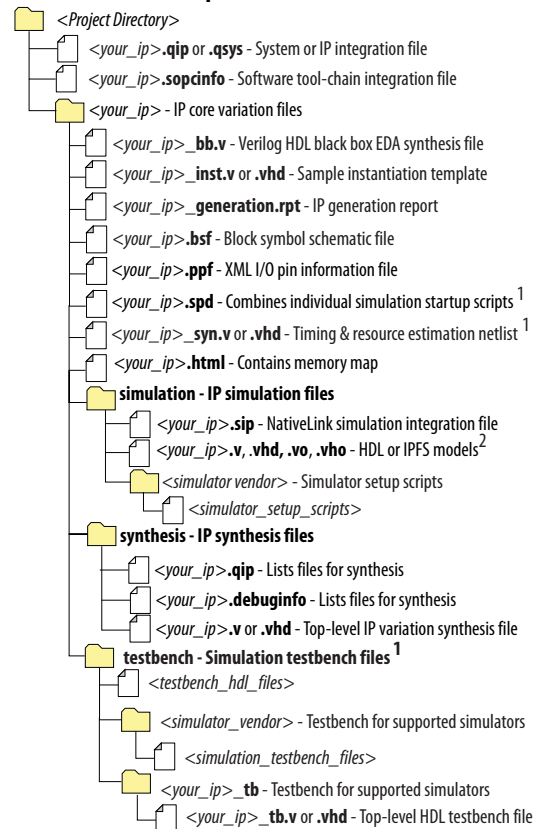 <Project Directory>
<your_ip>.qip or .qsys - System or IP integration file
<your_ip>.sopcinfo - Software tool-chain integration file
<your_ip> - IP core variation files
<your_ip>_bb.v - Verilog HDL black box EDA synthesis file
<your_ip>_inst.v or .vhd - Sample instantiation template
<your_ip>_generation.rpt - IP generation report
<your_ip>.bsf - Block symbol schematic file
<your_ip>.ppf - XML I/O pin information file
<your_ip>.spd - Combines individual simulation startup scripts 1
<your_ip>_syn.v or .vhd - Timing & resource estimation netlist 1
<your_ip>.html - Contains memory map
simulation - IP simulation files
<your_ip>.sip - NativeLink simulation integration file
<your_ip>.v, .vhd, .vo, .vho - HDL or IPFS models2
<simulator vendor> - Simulator setup scripts
<simulator_setup_scripts>
synthesis - IP synthesis files
<your_ip>.qip - Lists files for synthesis
<your_ip>.debuginfo - Lists files for synthesis
<your_ip>.v or .vhd - Top-level IP variation synthesis file
testbench - Simulation testbench files 1
<testbench_hdl_files>
<simulator_vendor> - Testbench for supported simulators
<simulation_testbench_files>
<your_ip>_tb - Testbench for supported simulators
<your_ip>_tb.v or .vhd - Top-level HDL testbench file